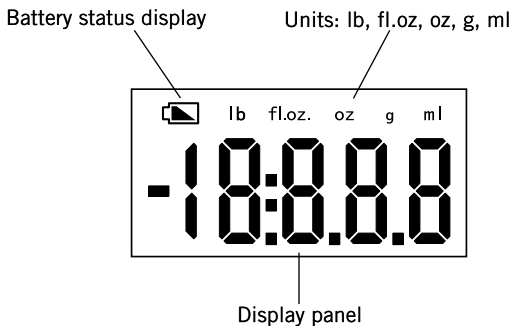 Battery status display
Units: lb, fl.oz, oz, g, ml
lb fl.oz. oz g ml
-18:8.8.8
Display panel